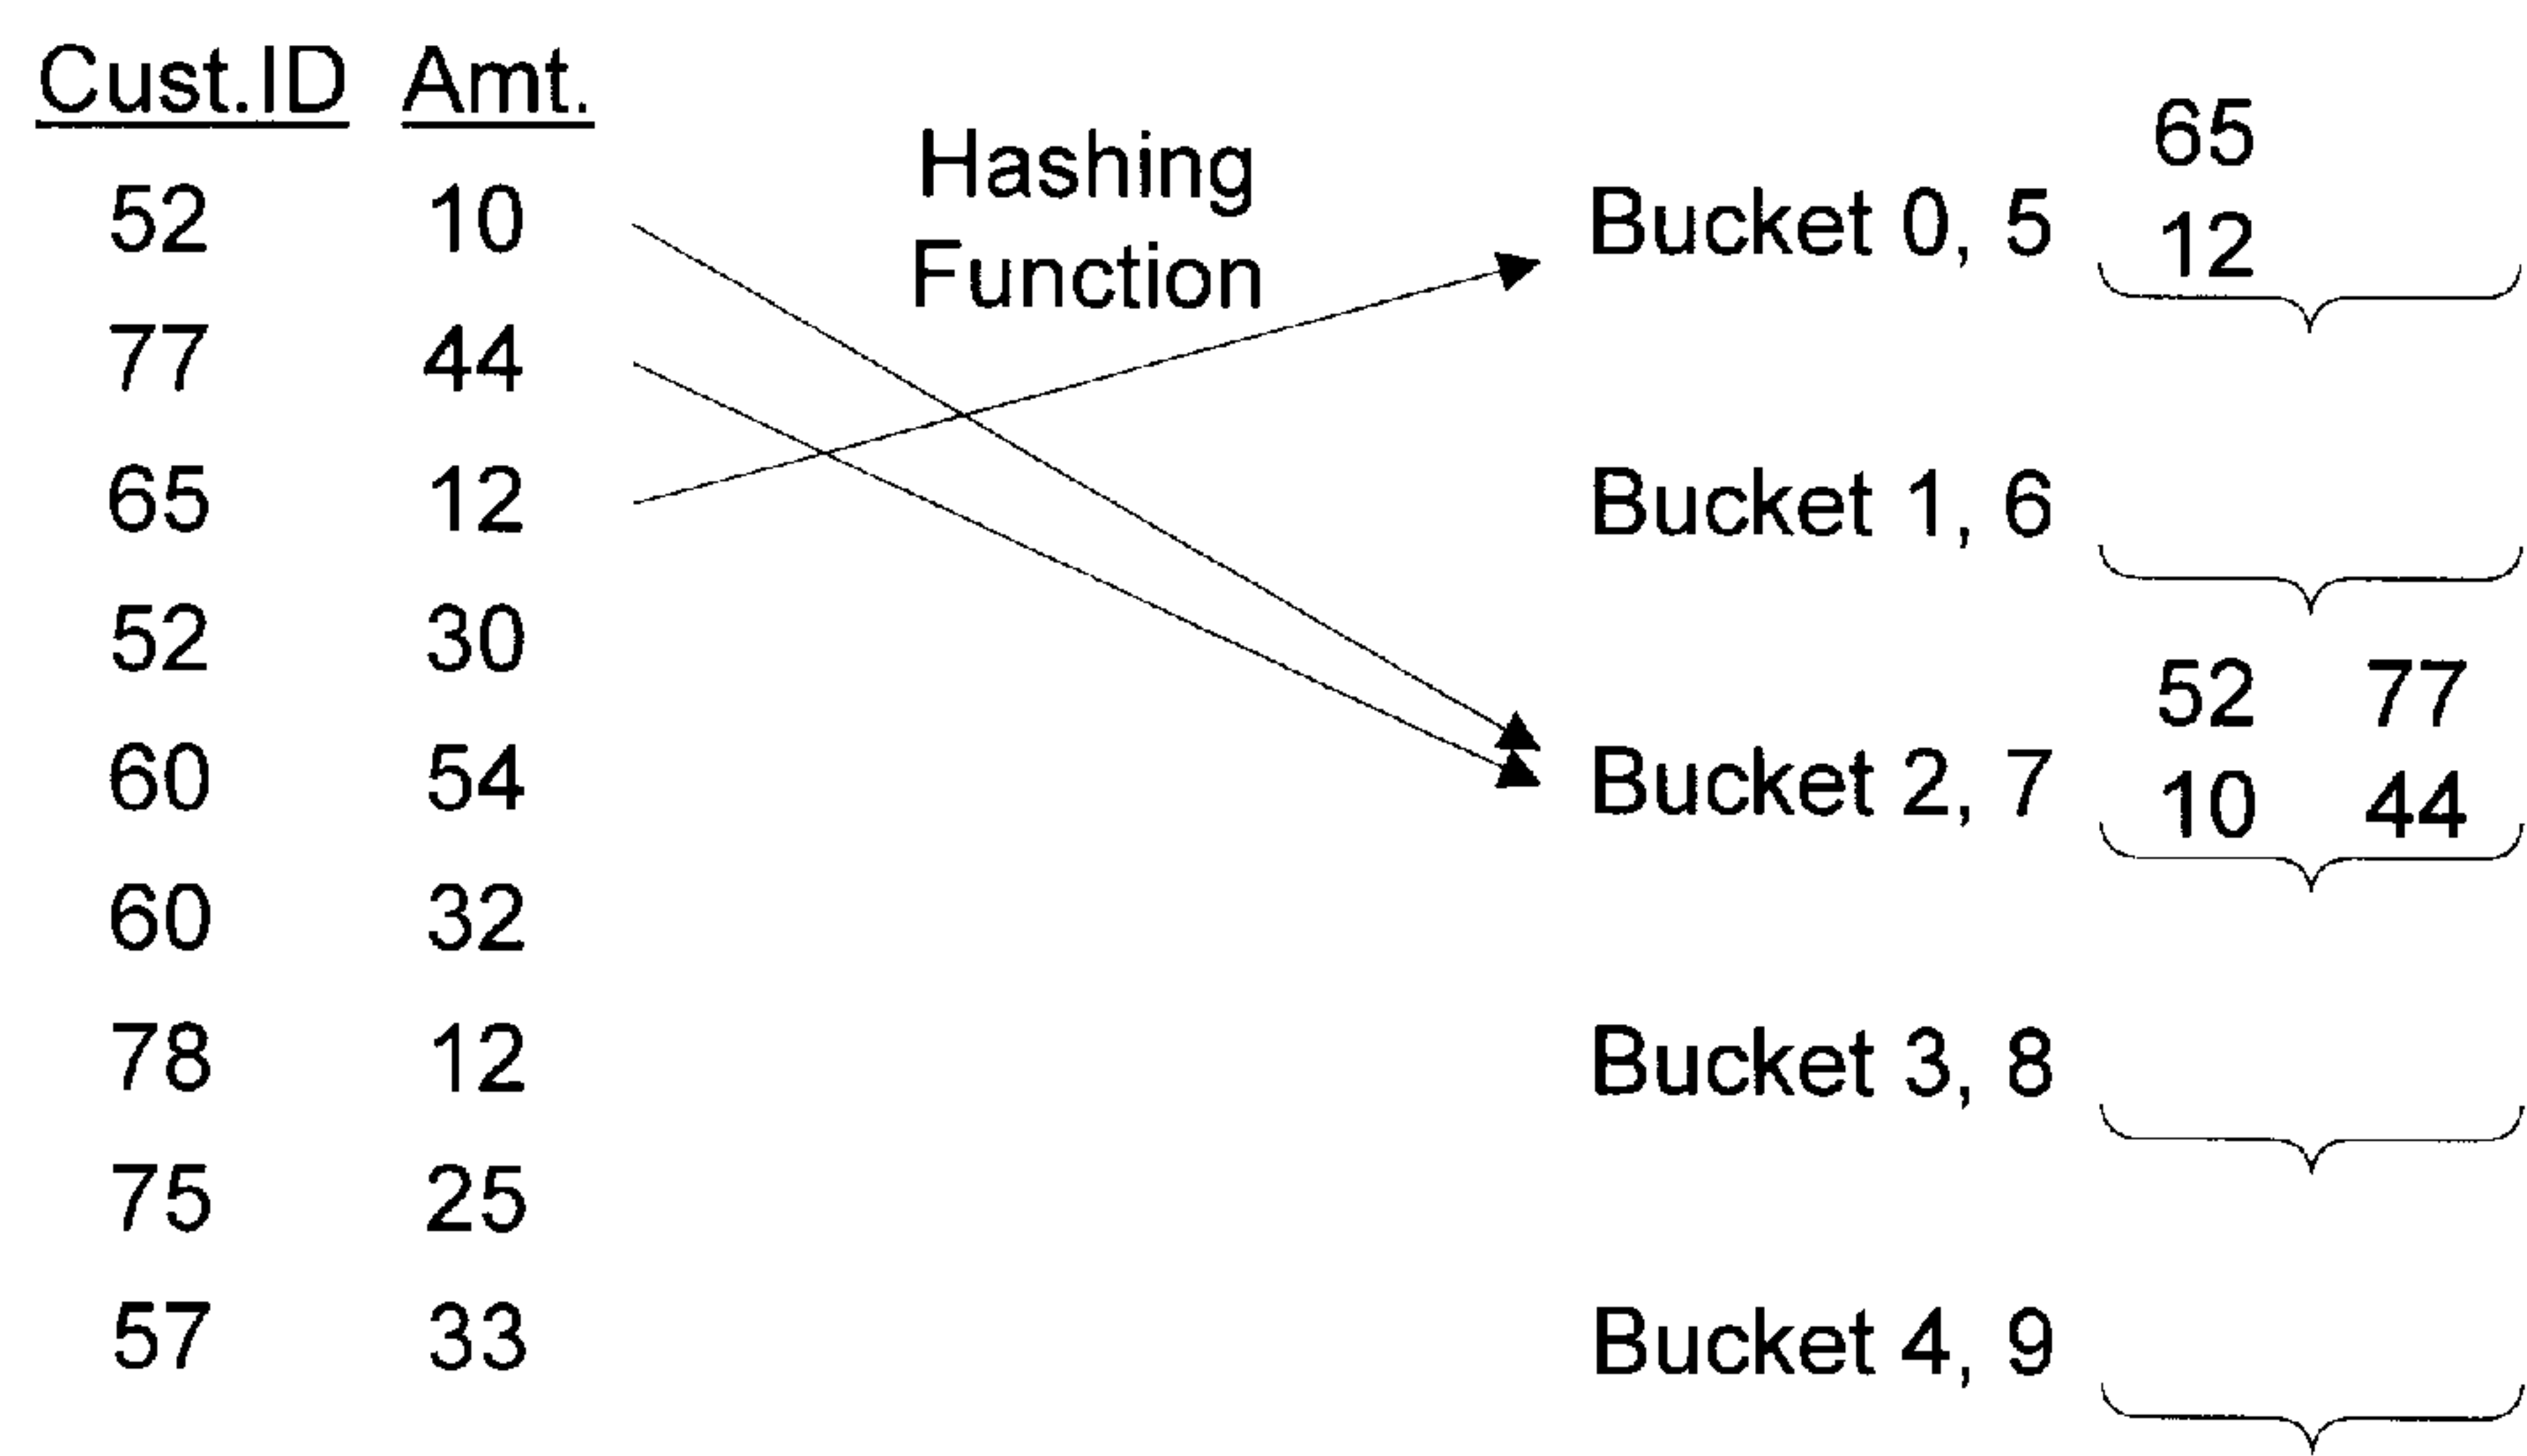 Cust.ID Amt.
52 10
77 44
65 12
52 30
60 54
60 32
78 12
75 25
57 33
Hashing
Function
65
Bucket 0, 5 12
Bucket 1, 6
52 77
Bucket 2, 7 10 44
Bucket 3, 8
Bucket 4, 9